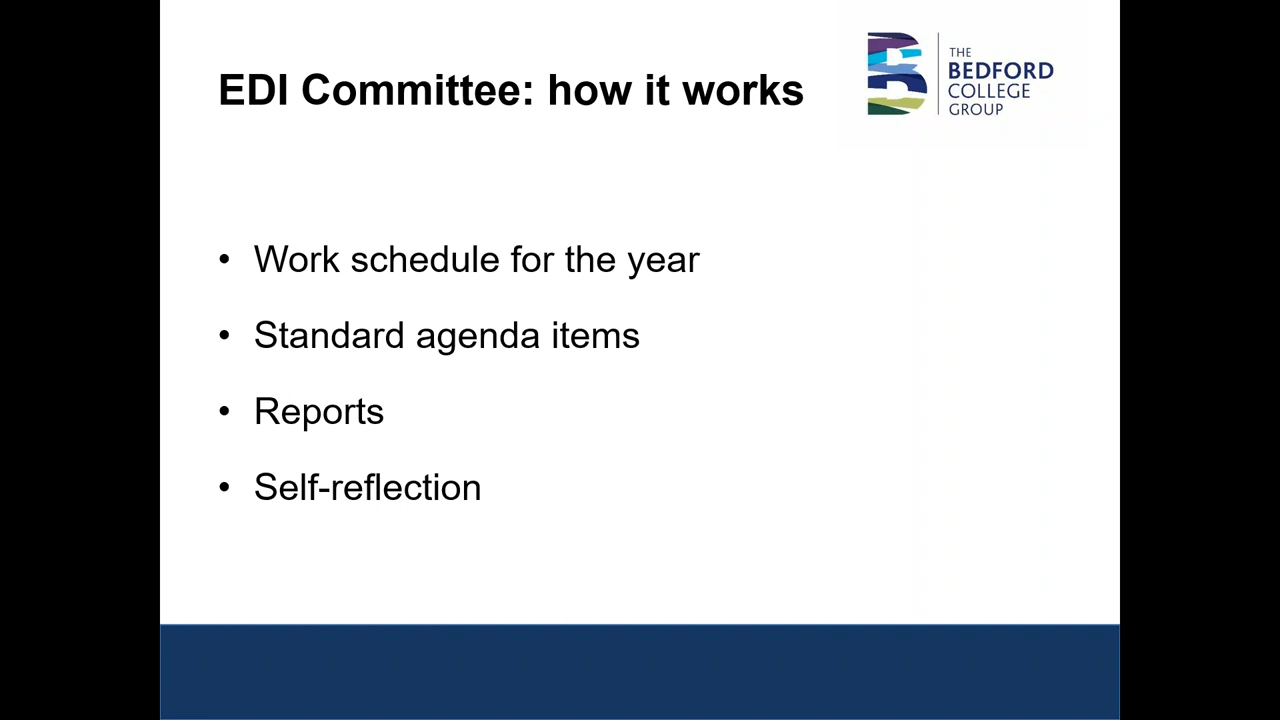 EDI Committee: how it works
THE
BEDFORD
COLLEGE
GROUP
• Work schedule for the year
• Standard agenda items
• Reports
• Self-reflection